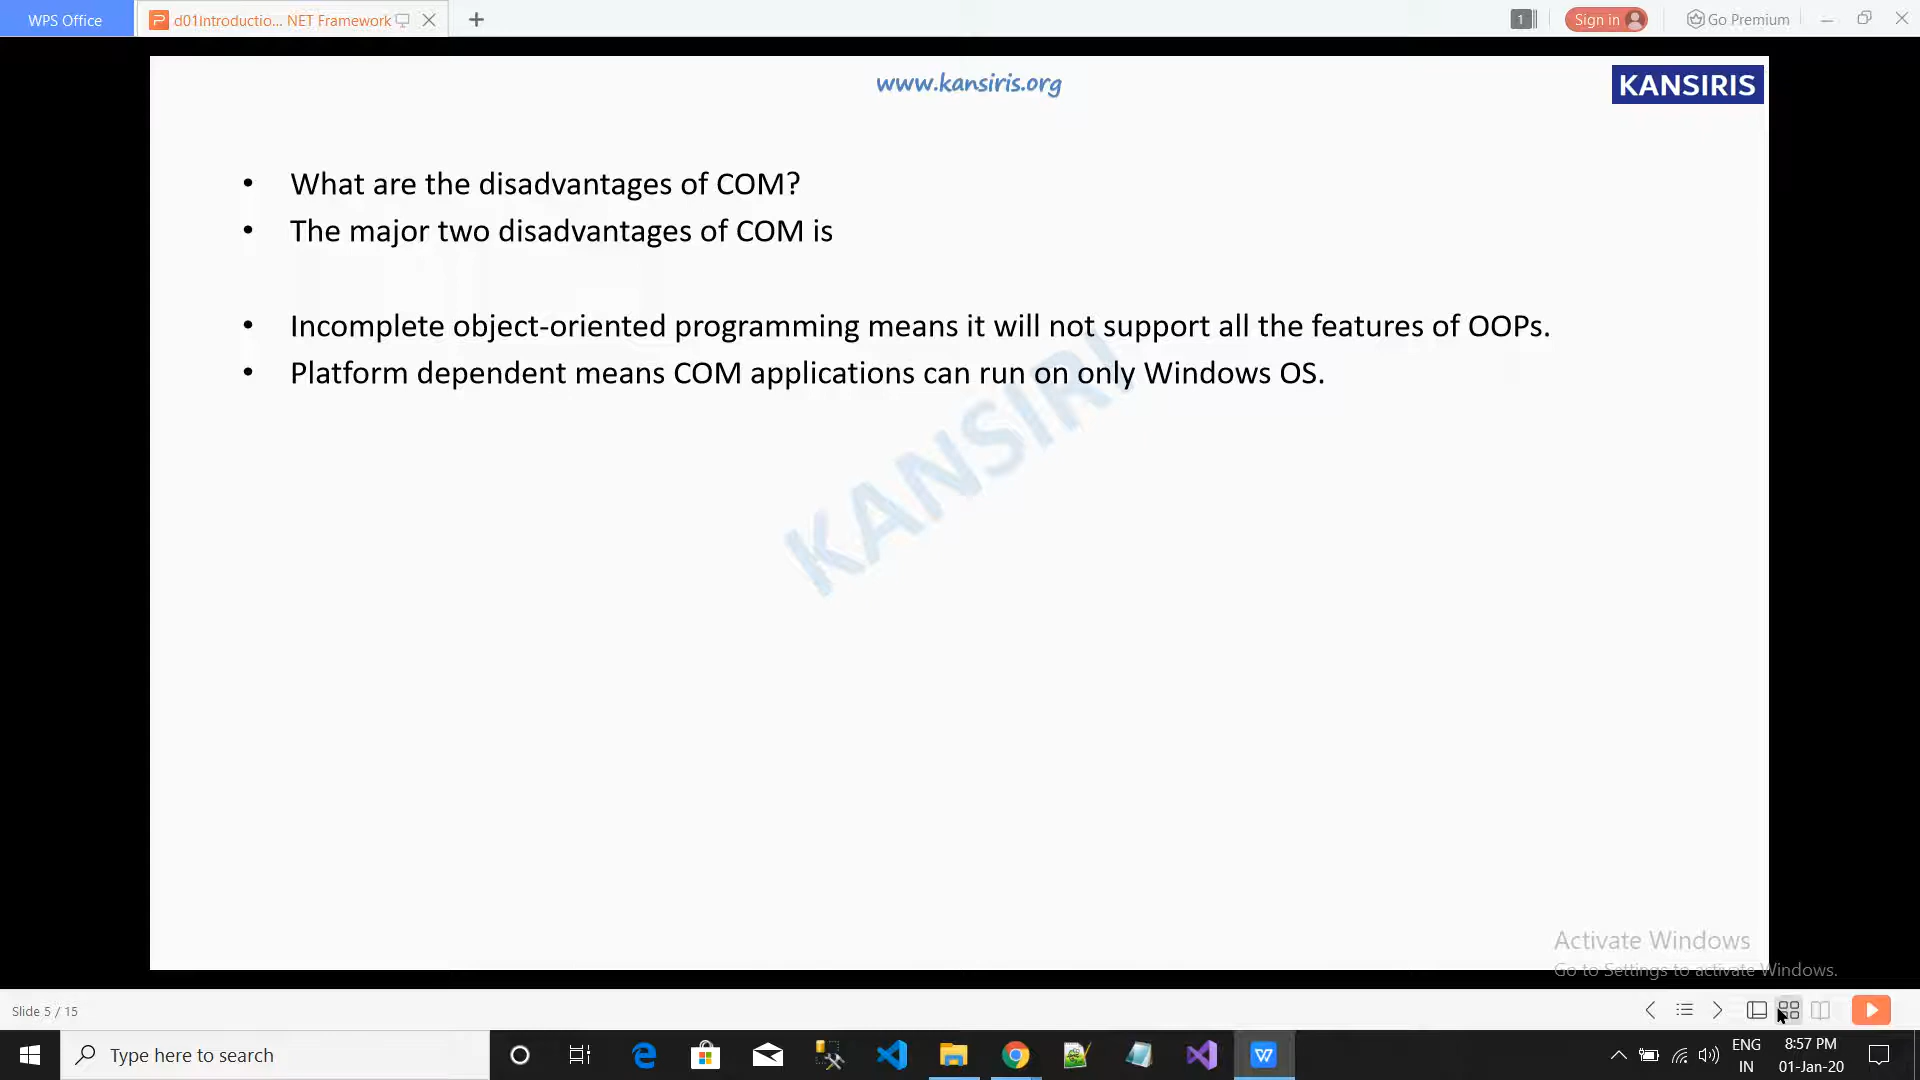 WPS Office
d01Introductio... NET Framework
1
Sign in
Go Premium
www.kansiris.org
KANSIRIS
• What are the disadvantages of COM?
• The major two disadvantages of COM is
• Incomplete object-oriented programming means it will not support all the features of OOPs.
• Platform dependent means COM applications can run on only Windows OS.
KANSIRI
Activate Windows
Go to Settings to activate Windows.
Slide 5 / 15
Type here to search
ENG
IN
8:57 PM
01-Jan-20